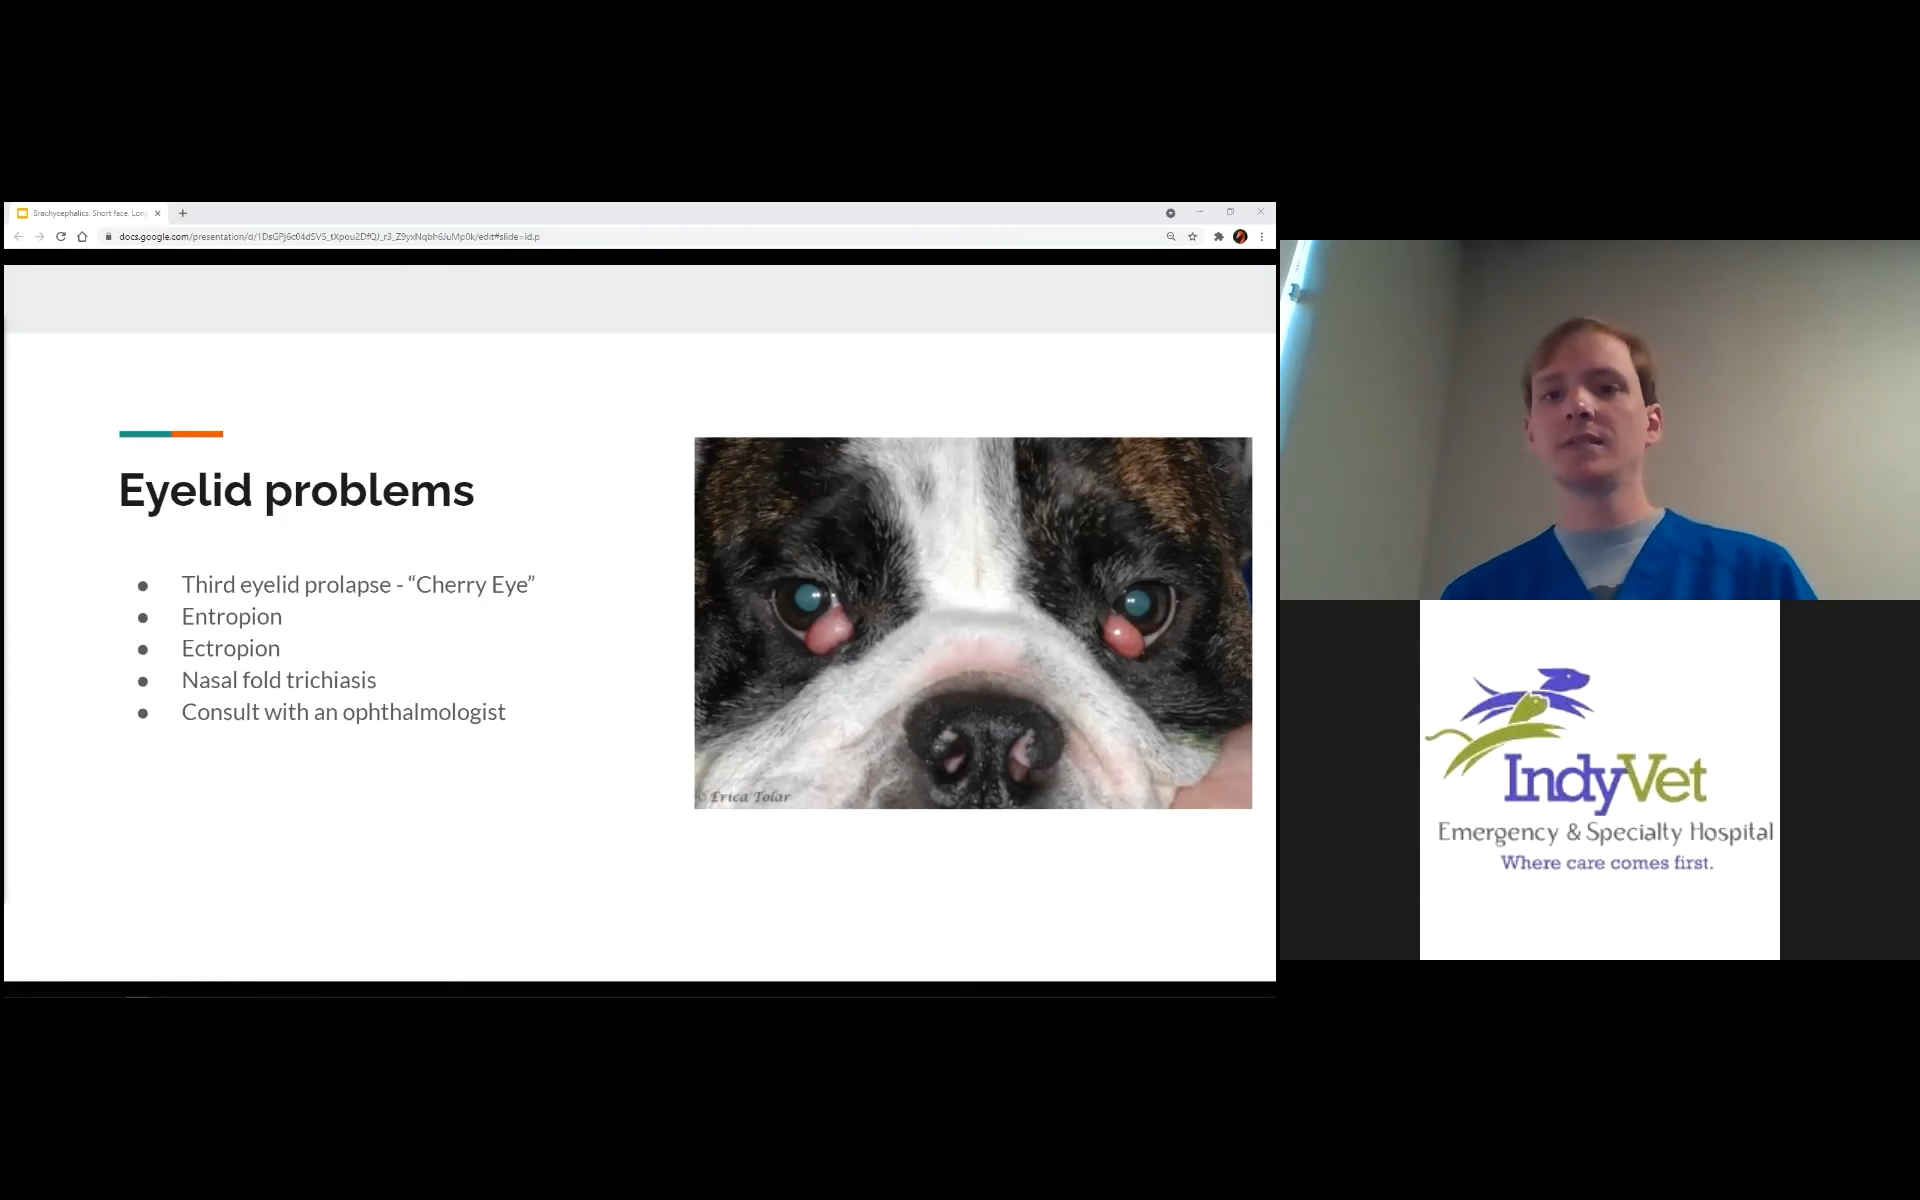 Brachycephalics: Short face, Lon
docs.google.com/presentation/d/1DsGPj6c04dSVS_tXpou2DfQJ_r3_Z9yxNqbh6JuMp0k/edit#slide=id.p
Eyelid problems
● Third eyelid prolapse - “Cherry Eye”
● Entropion
● Ectropion
● Nasal fold trichiasis
● Consult with an ophthalmologist
© Erica Tolar
IndyVet
Emergency & Specialty Hospital
Where care comes first.